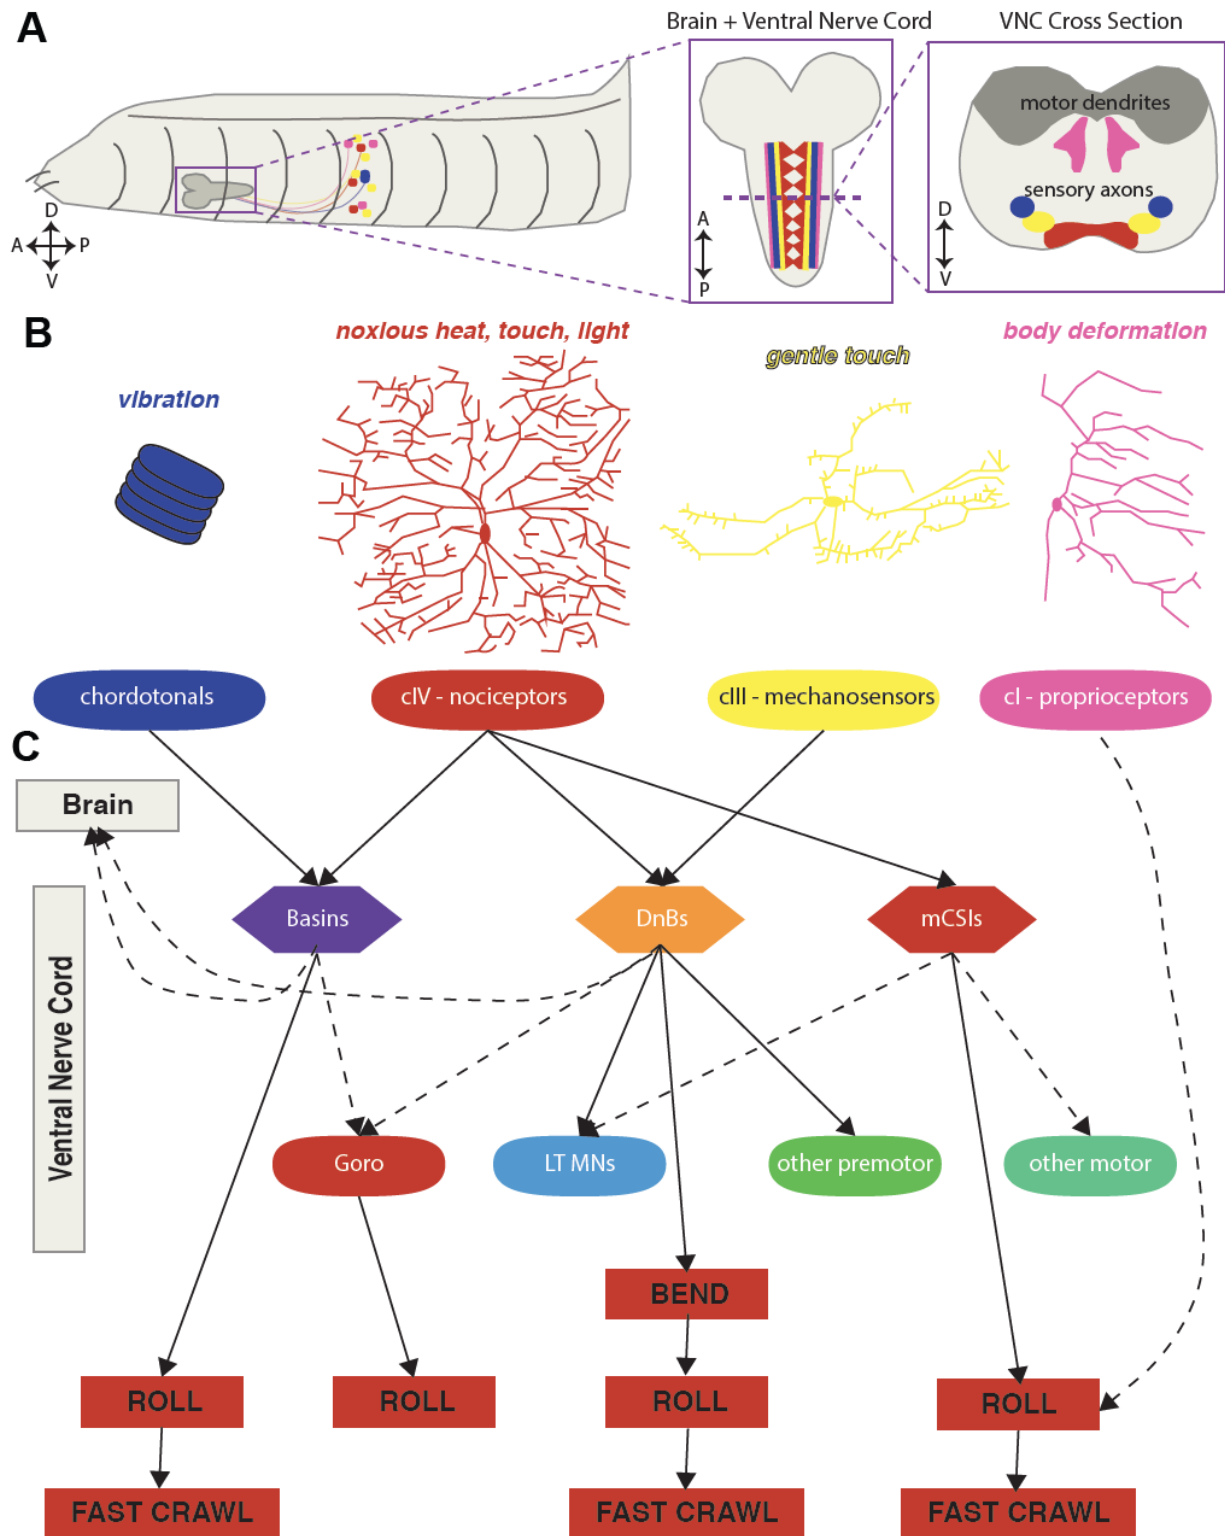 A
Brain + Ventral Nerve Cord
VNC Cross Section
motor dendrites
sensory axons
D
A P
V
A
P
D
V
B
noxious heat, touch, light
body deformation
gentle touch
vibration
chordotonals
cIV - nociceptors
cIII - mechanosensors
cI - proprioceptors
C
Brain
Ventral Nerve Cord
Basins
DnBs
mCSIs
Goro
LT MNs
other premotor
other motor
BEND
ROLL
ROLL
ROLL
ROLL
FAST CRAWL
FAST CRAWL
FAST CRAWL